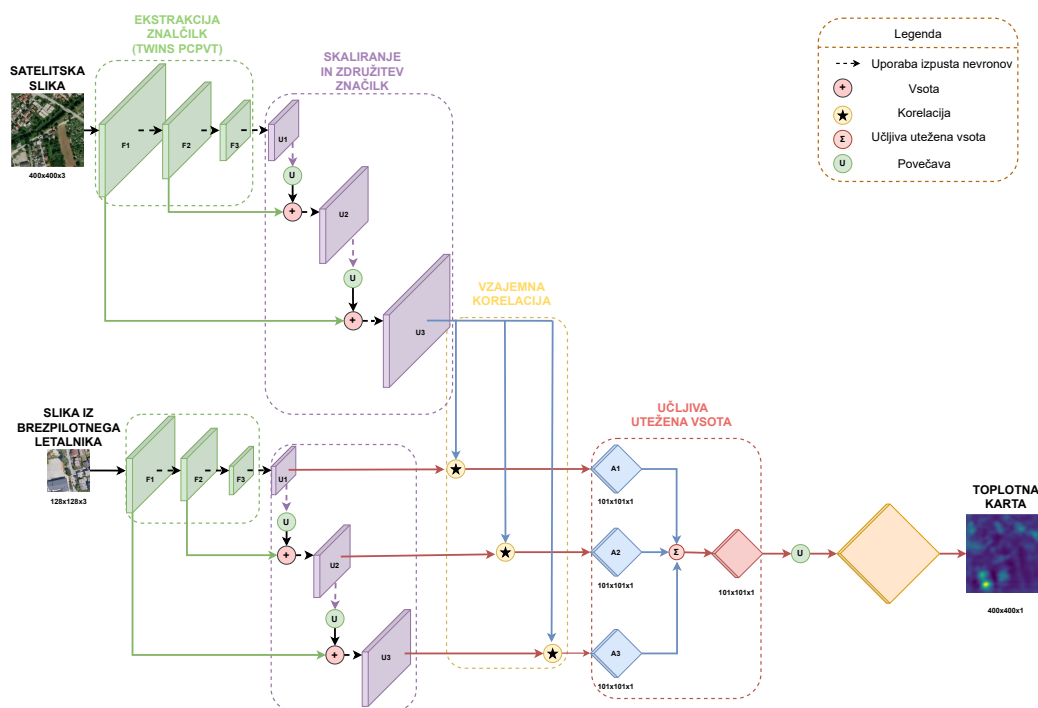 EKSTRAKCIJA
ZNALČILK
(TWINS PCPVT)
SKALIRANJE
IN ZDRUŽITEV
ZNAČILK
SATELITSKA
SLIKA
400x400x3
F1
F2
F3
U1
U
+
U2
U
+
U3
Legenda
Uporaba izpusta nevronov
+
Vsota
Korelacija
Σ
Učljiva utežena vsota
U
Povečava
VZAJEMNA
KORELACIJA
SLIKA IZ
BREZPILOTNEGA
LETALNIKA
128x128x3
F1
F2
F3
U1
U
+
U2
U
+
U3
UČLJIVA
UTEŽENA VSOTA
A1
101x101x1
A2
101x101x1
A3
101x101x1
Σ
101x101x1
U
TOPLOTNA
KARTA
400x400x1